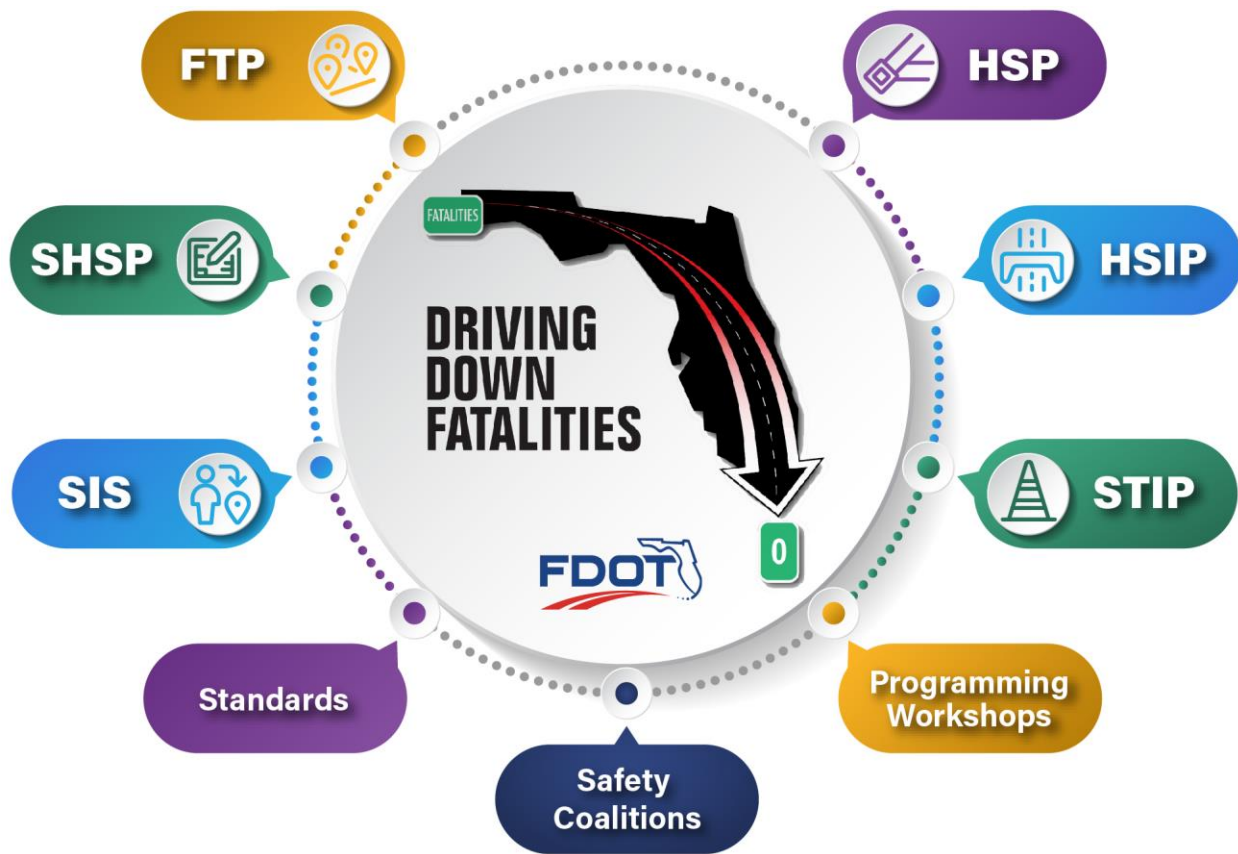 FTP
HSP
SHSP
HSIP
SIS
STIP
FATALITIES
DRIVING
DOWN
FATALITIES
0
FDOT
Standards
Programming
Workshops
Safety
Coalitions